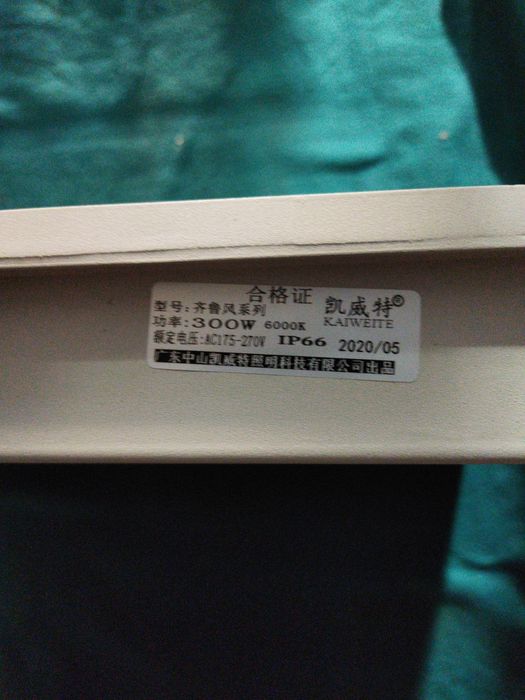 合格证
凯威特®
KAIWEITE
型号:齐鲁风系列
功率:300W 6000K
额定电压:AC175-270V IP66 2020/05
广东中山凯威特照明科技有限公司出品